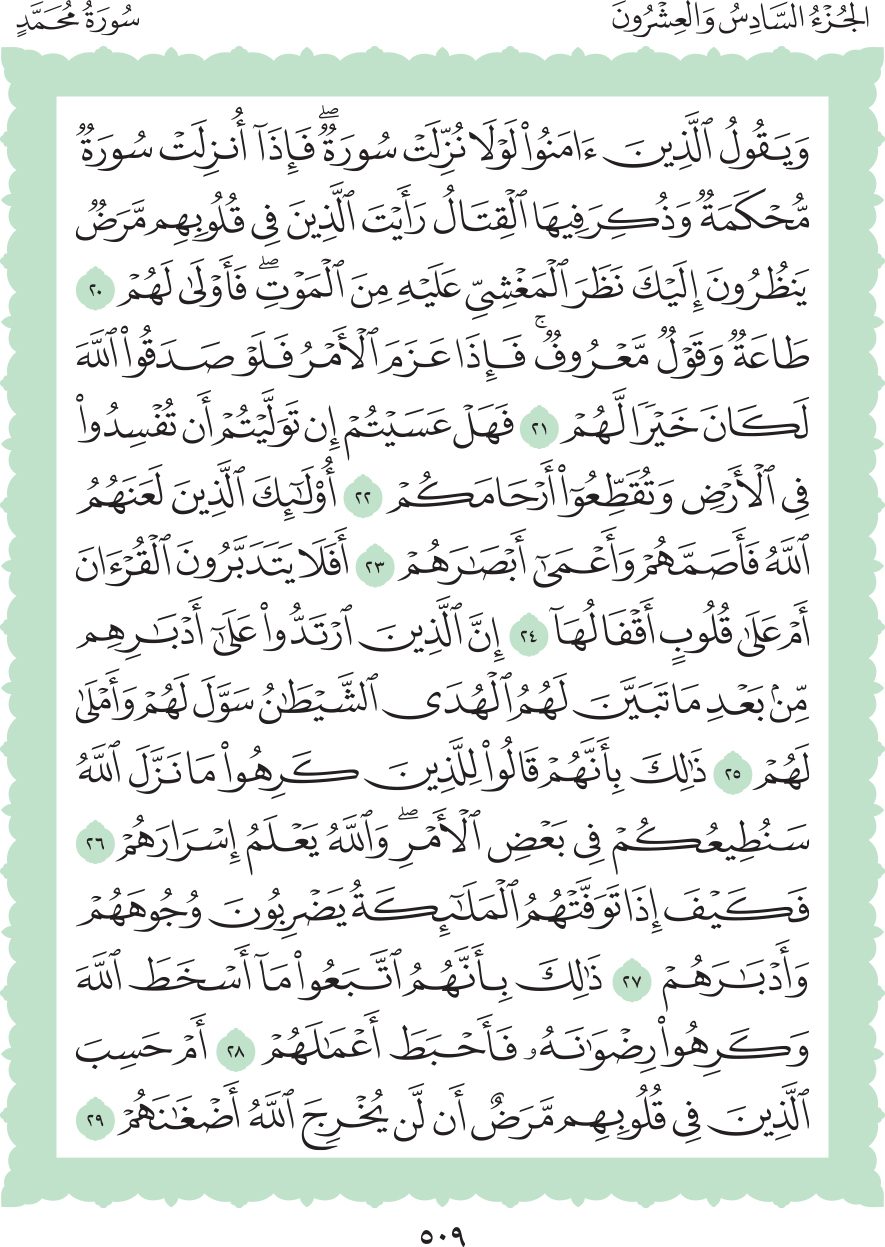 الجُزْءُ السَّادِسُ وَالعِشْرُونَ
سُورَةُ مُحَمَّدٍ
وَيَقُولُ ٱلَّذِينَ ءَامَنُوا۟ لَوْلَا نُزِّلَتْ سُورَةٌۖ فَإِذَآ أُنزِلَتْ سُورَةٌ
مُّحْكَمَةٌ وَذُكِرَ فِيهَا ٱلْقِتَالُ رَأَيْتَ ٱلَّذِينَ فِى قُلُوبِهِم مَّرَضٌ
يَنظُرُونَ إِلَيْكَ نَظَرَ ٱلْمَغْشِىِّ عَلَيْهِ مِنَ ٱلْمَوْتِۖ فَأَوْلَىٰ لَهُمْ ٢٠
طَاعَةٌ وَقَوْلٌ مَّعْرُوفٌۚ فَإِذَا عَزَمَ ٱلْأَمْرُ فَلَوْ صَدَقُوا۟ ٱللَّهَ
لَكَانَ خَيْرًا لَّهُمْ ٢١ فَهَلْ عَسَيْتُمْ إِن تَوَلَّيْتُمْ أَن تُفْسِدُوا۟
فِى ٱلْأَرْضِ وَتُقَطِّعُوٓا۟ أَرْحَامَكُمْ ٢٢ أُو۟لَٰٓئِكَ ٱلَّذِينَ لَعَنَهُمُ
ٱللَّهُ فَأَصَمَّهُمْ وَأَعْمَىٰٓ أَبْصَٰرَهُمْ ٢٣ أَفَلَا يَتَدَبَّرُونَ ٱلْقُرْءَانَ
أَمْ عَلَىٰ قُلُوبٍ أَقْفَالُهَآ ٢٤ إِنَّ ٱلَّذِينَ ٱرْتَدُّوا۟ عَلَىٰٓ أَدْبَٰرِهِم
مِّنۢ بَعْدِ مَا تَبَيَّنَ لَهُمُ ٱلْهُدَى ٱلشَّيْطَٰنُ سَوَّلَ لَهُمْ وَأَمْلَىٰ
لَهُمْ ٢٥ ذَٰلِكَ بِأَنَّهُمْ قَالُوا۟ لِلَّذِينَ كَرِهُوا۟ مَا نَزَّلَ ٱللَّهُ
سَنُطِيعُكُمْ فِى بَعْضِ ٱلْأَمْرِۖ وَٱللَّهُ يَعْلَمُ إِسْرَارَهُمْ ٢٦
فَكَيْفَ إِذَا تَوَفَّتْهُمُ ٱلْمَلَٰٓئِكَةُ يَضْرِبُونَ وُجُوهَهُمْ
وَأَدْبَٰرَهُمْ ٢٧ ذَٰلِكَ بِأَنَّهُمُ ٱتَّبَعُوا۟ مَآ أَسْخَطَ ٱللَّهَ
وَكَرِهُوا۟ رِضْوَٰنَهُۥ فَأَحْبَطَ أَعْمَٰلَهُمْ ٢٨ أَمْ حَسِبَ
ٱلَّذِينَ فِى قُلُوبِهِم مَّرَضٌ أَن لَّن يُخْرِجَ ٱللَّهُ أَضْغَٰنَهُمْ ٢٩
٥٠٩